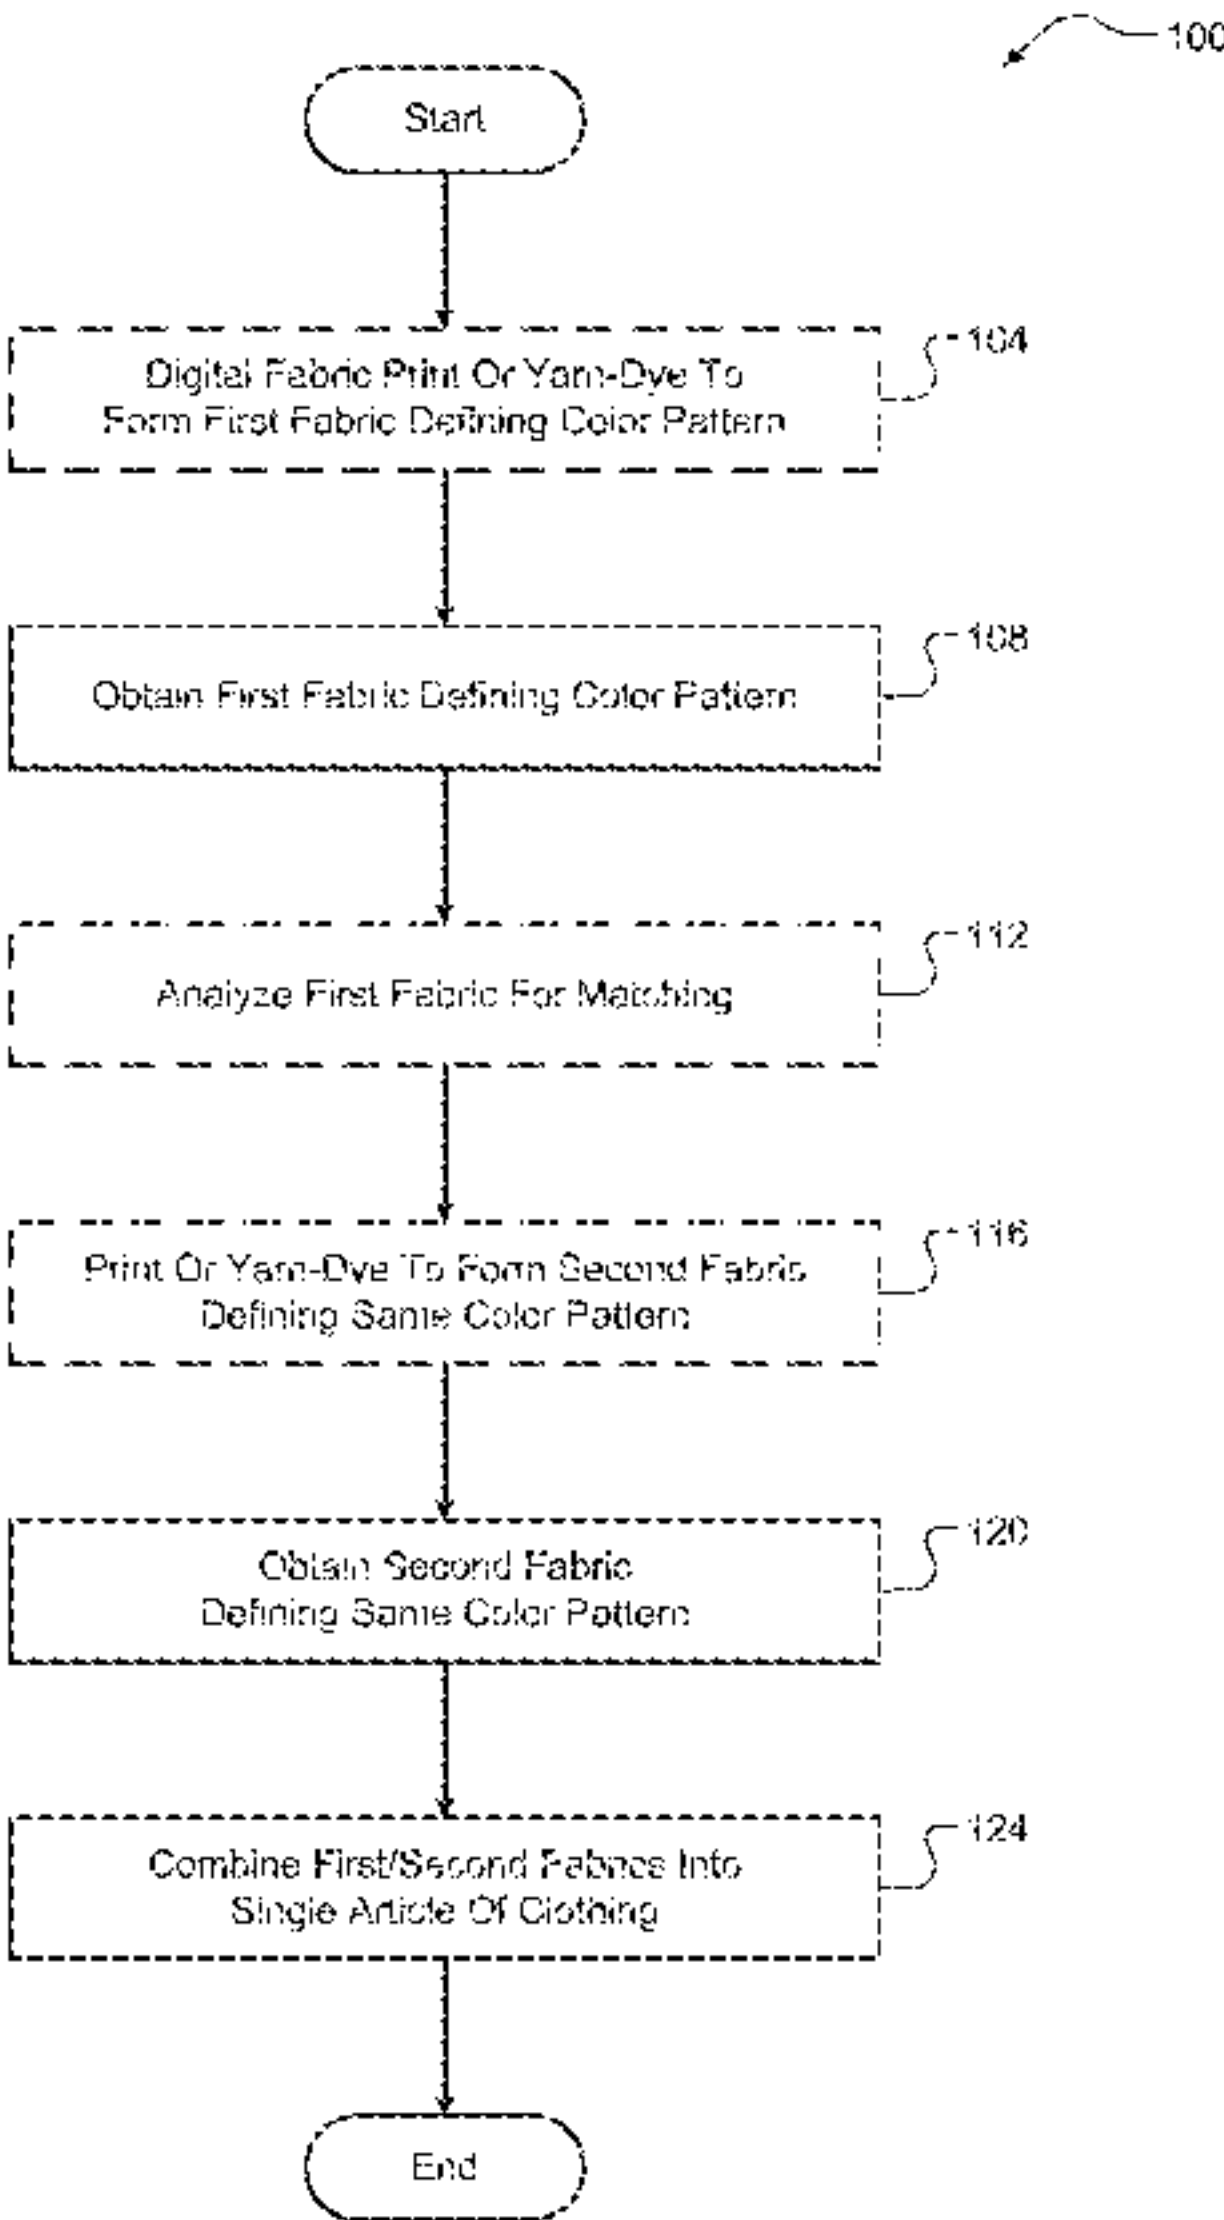 100
Start
Digital Fabric Print Or Yarn-Dye To
Form First Fabric Defining Color Pattern
104
Obtain First Fabric Defining Color Pattern
108
Analyze First Fabric For Matching
112
Print Or Yarn-Dye To Form Second Fabric
Defining Same Color Pattern
116
Obtain Second Fabric
Defining Same Color Pattern
120
Combine First/Second Fabrics Into
Single Article Of Clothing
124
End